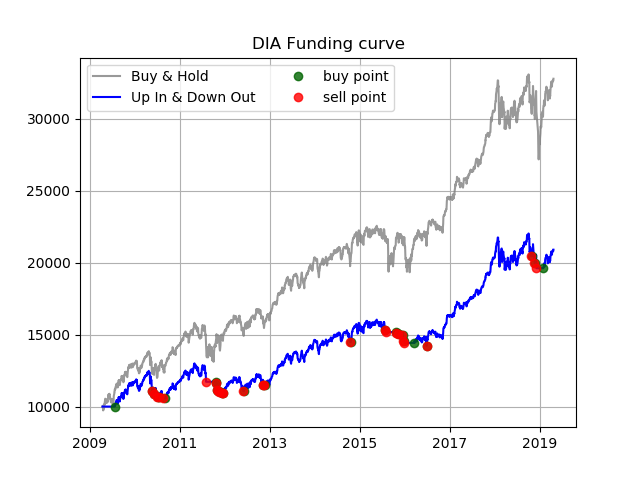 DIA Funding curve
Buy & Hold
Up In & Down Out
buy point
sell point
30000
25000
20000
15000
10000
2009 2011 2013 2015 2017 2019